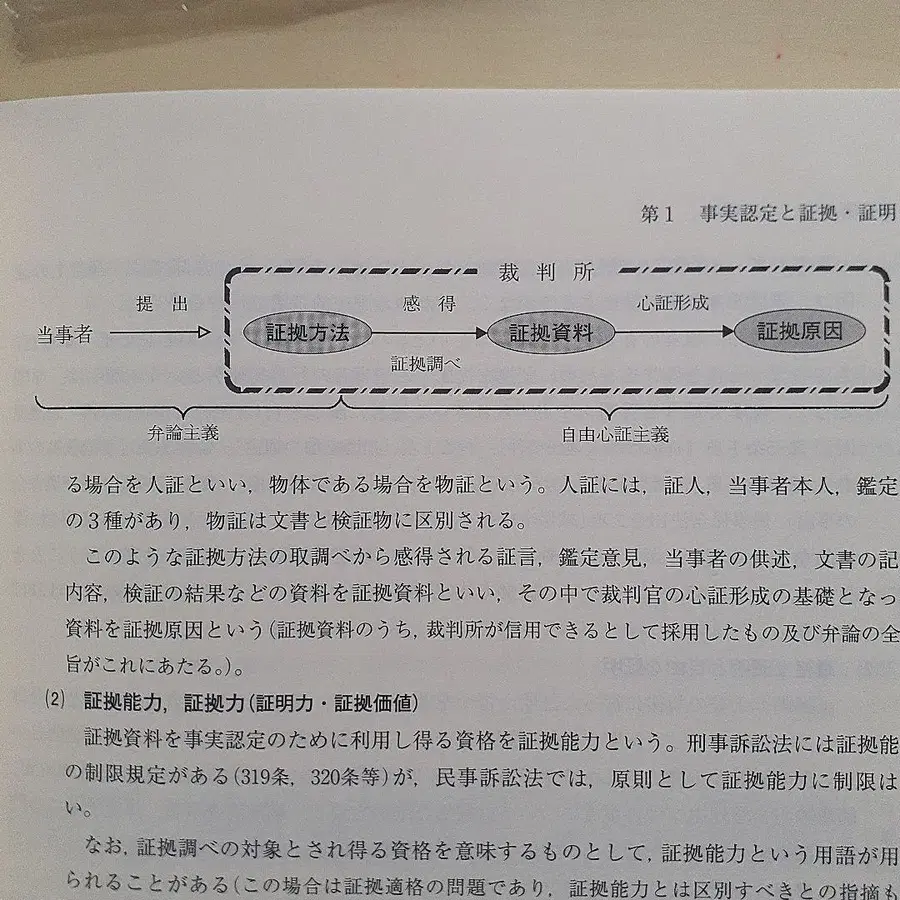 第1 事実認定と証拠・証明
裁判所
当事者 提出 証拠方法 感得 証拠調べ 証拠資料 心証形成 証拠原因
弁論主義 自由心証主義
る場合を人証といい,物体である場合を物証という。人証には,証人,当事者本人,鑑定
の3種があり,物証は文書と検証物に区別される。
このような証拠方法の取調べから感得される証言,鑑定意見,当事者の供述,文書の記
内容,検証の結果などの資料を証拠資料といい,その中で裁判官の心証形成の基礎となっ
資料を証拠原因という(証拠資料のうち,裁判所が信用できるとして採用したもの及び弁論の全
旨がこれにあたる。)。
(2) 証拠能力,証拠力(証明力・証拠価値)
証拠資料を事実認定のために利用し得る資格を証拠能力という。刑事訴訟法には証拠能
の制限規定がある(319条,320条等)が,民事訴訟法では,原則として証拠能力に制限は
い。
なお,証拠調べの対象とされ得る資格を意味するものとして,証拠能力という用語が用
られることがある(この場合は証拠適格の問題であり,証拠能力とは区別すべきとの指摘も